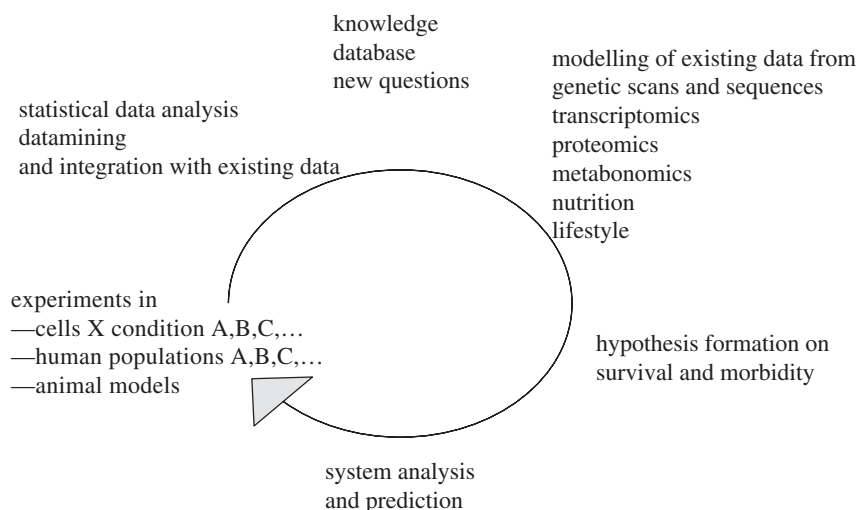 knowledge
database
new questions
modelling of existing data from
genetic scans and sequences
transcriptomics
proteomics
metabonomics
nutrition
lifestyle
statistical data analysis
datamining
and integration with existing data
experiments in
—cells X condition A,B,C,…
—human populations A,B,C,…
—animal models
hypothesis formation on
survival and morbidity
system analysis
and prediction